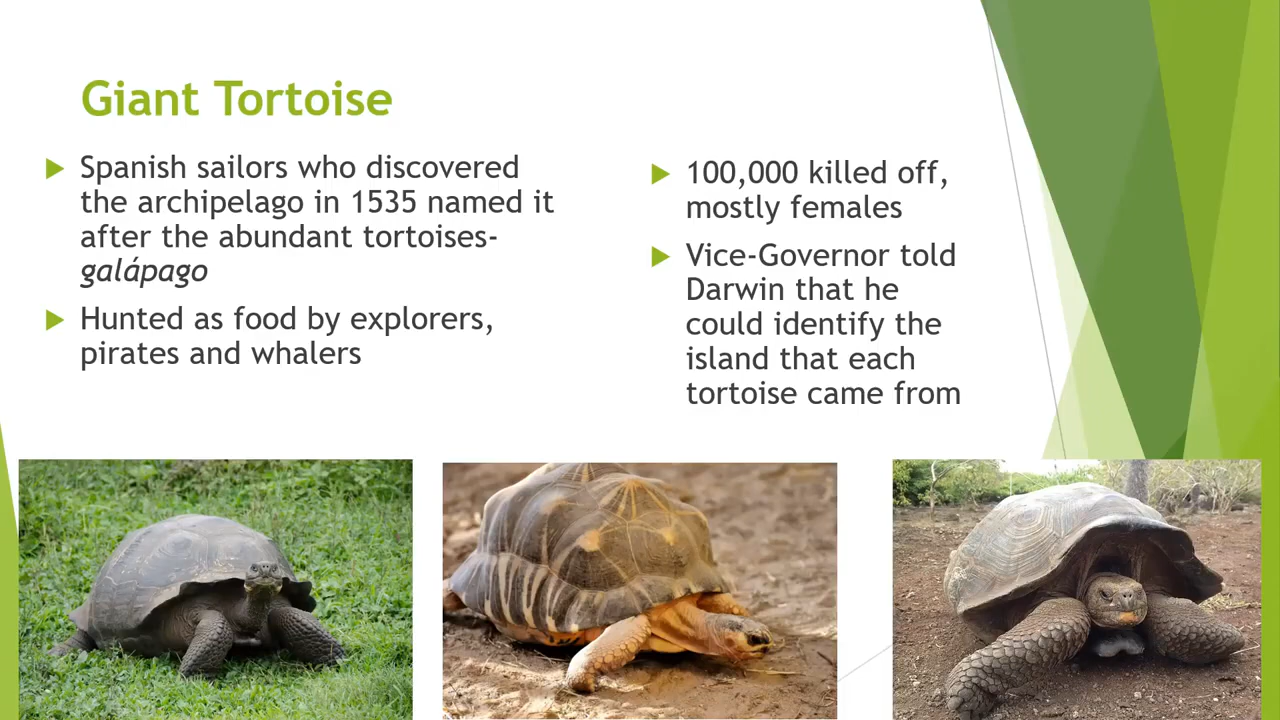 Giant Tortoise
Spanish sailors who discovered
the archipelago in 1535 named it
after the abundant tortoises-
galápago
Hunted as food by explorers,
pirates and whalers
100,000 killed off,
mostly females
Vice-Governor told
Darwin that he
could identify the
island that each
tortoise came from